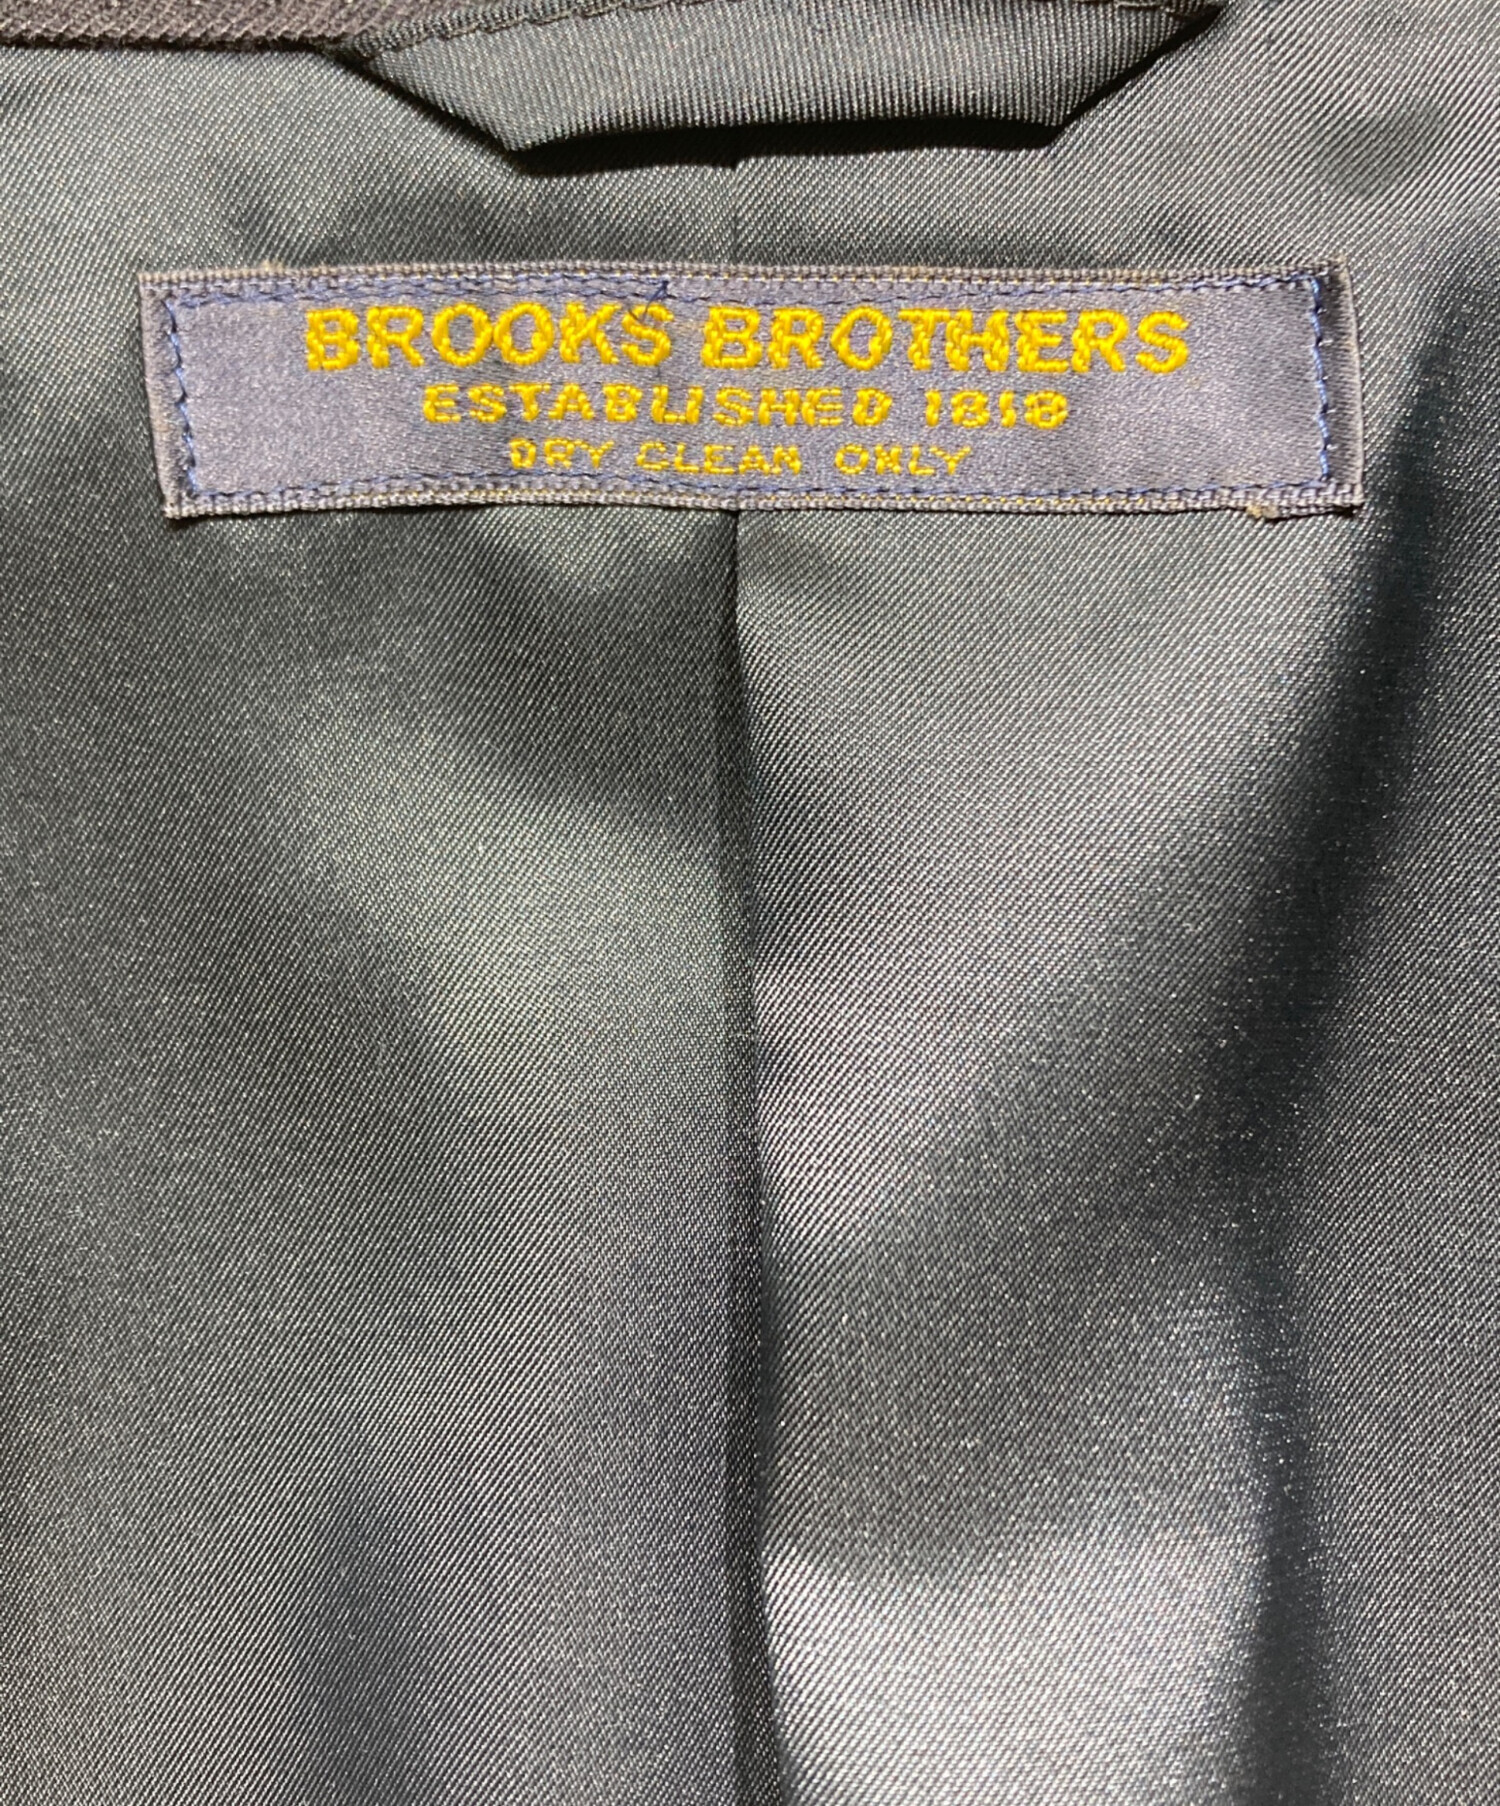 BROOKS BROTHERS
ESTABLISHED 1818
DRY CLEAN ONLY